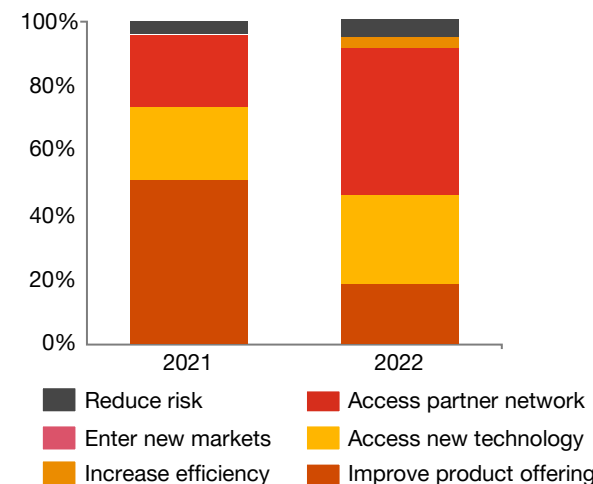 100%
80%
60%
40%
20%
0%
2021 2022
Reduce risk Access partner network
Enter new markets Access new technology
Increase efficiency Improve product offering